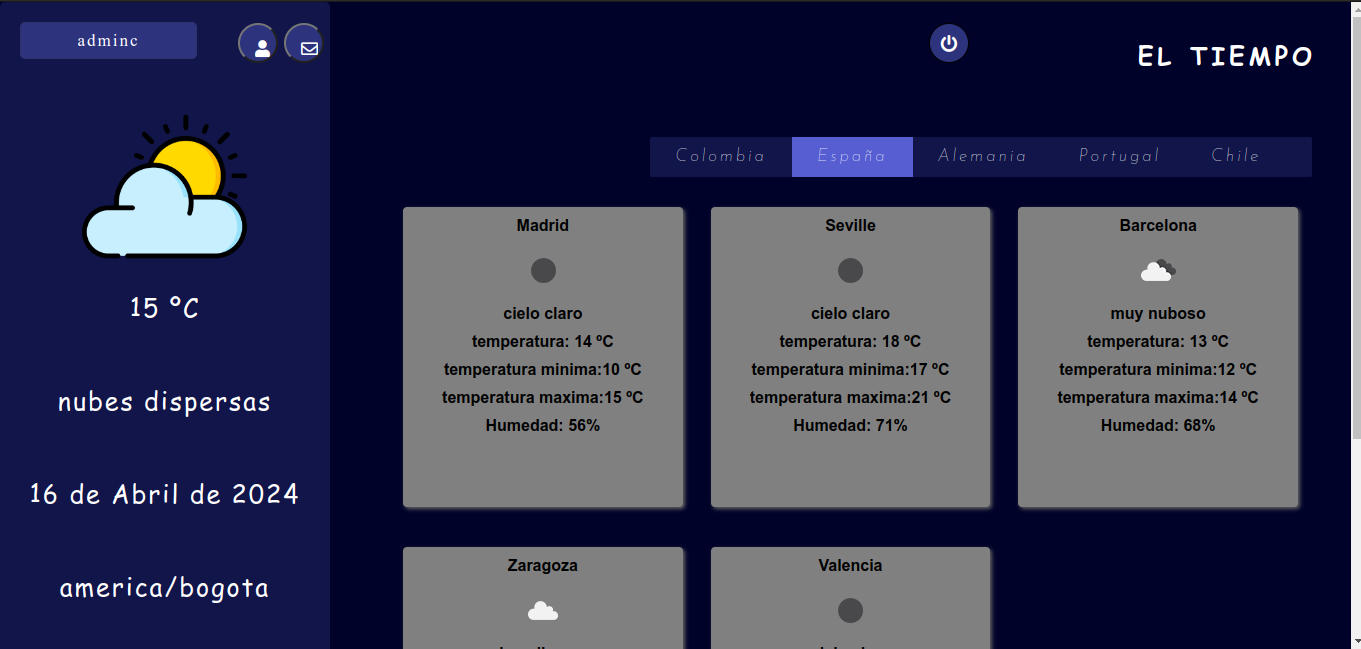 adminc
EL TIEMPO
15 ºC
nubes dispersas
16 de Abril de 2024
america/bogota
Colombia España Alemania Portugal Chile
Madrid
cielo claro
temperatura: 14 ºC
temperatura minima:10 ºC
temperatura maxima:15 ºC
Humedad: 56%
Seville
cielo claro
temperatura: 18 ºC
temperatura minima:17 ºC
temperatura maxima:21 ºC
Humedad: 71%
Barcelona
muy nuboso
temperatura: 13 ºC
temperatura minima:12 ºC
temperatura maxima:14 ºC
Humedad: 68%
Zaragoza
Valencia